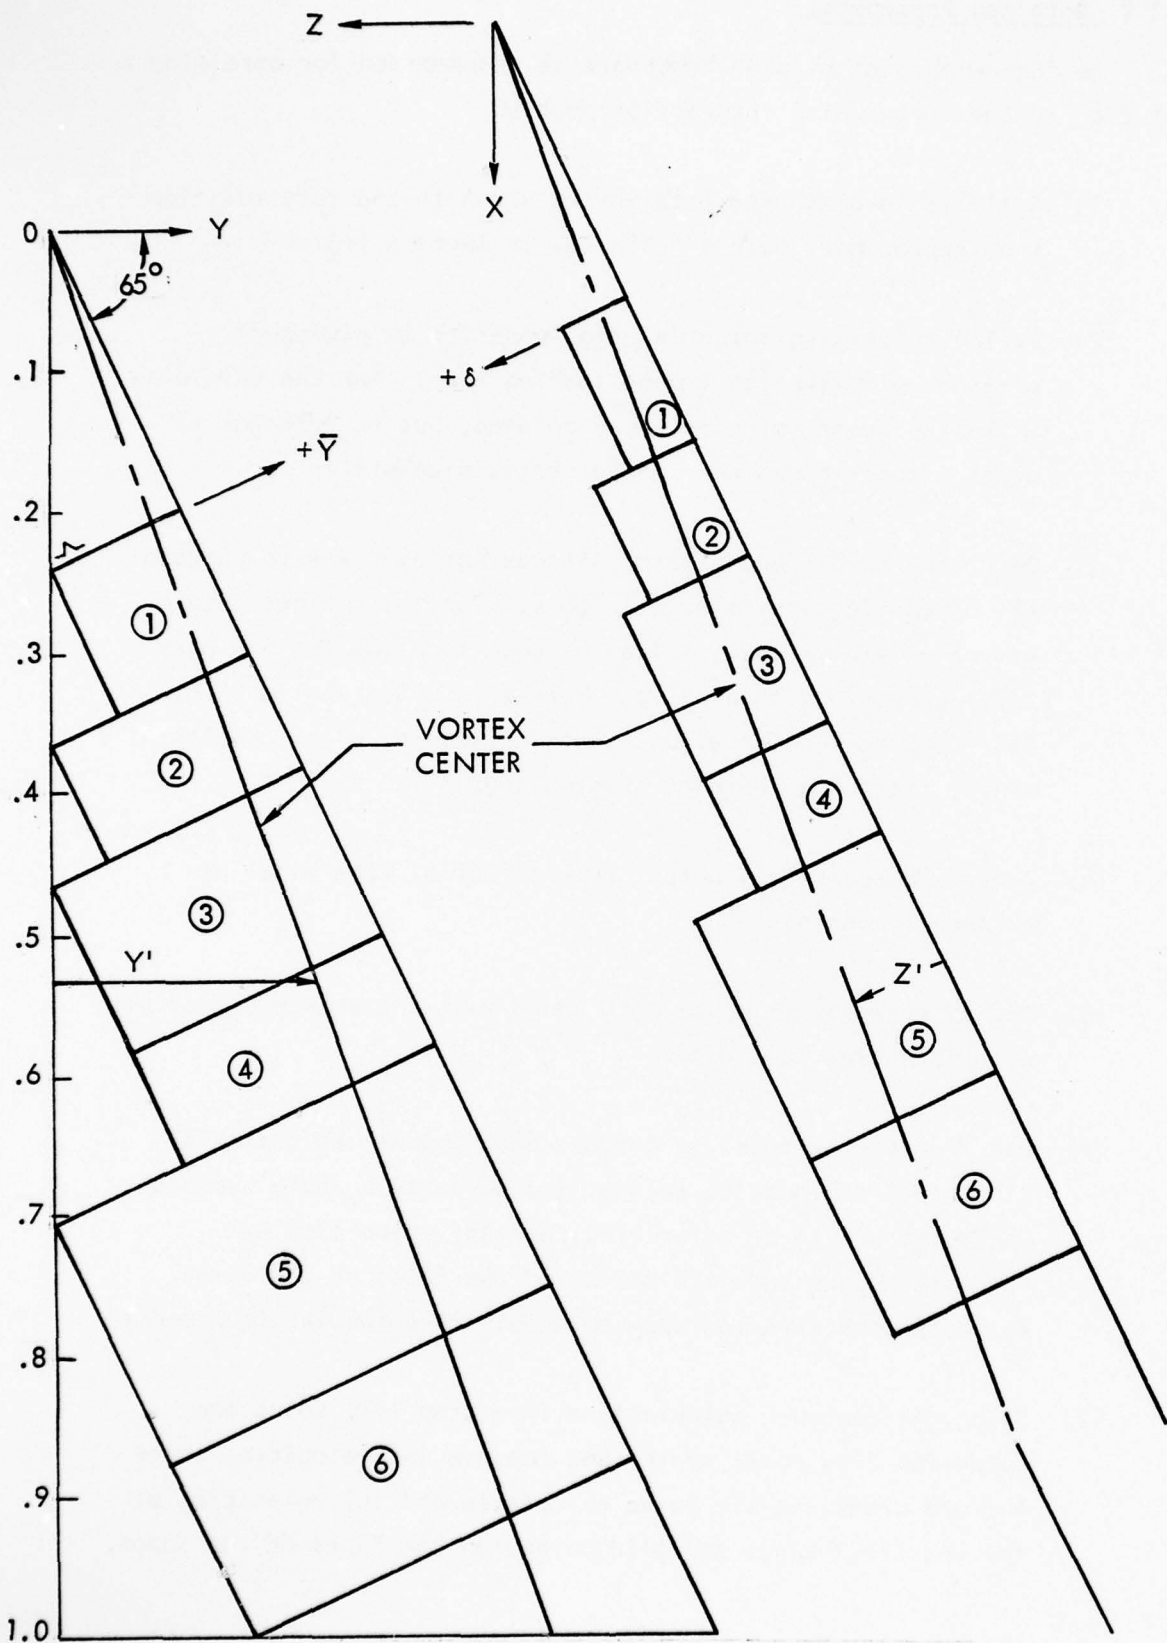 Z
X
0
Y
65°
.1
+ δ
+ Ȳ
.2
①
①
②
.3
③
②
VORTEX
CENTER
.4
④
③
.5
Y'
Z'
⑤
④
.6
⑥
.7
⑤
.8
⑥
.9
1.0